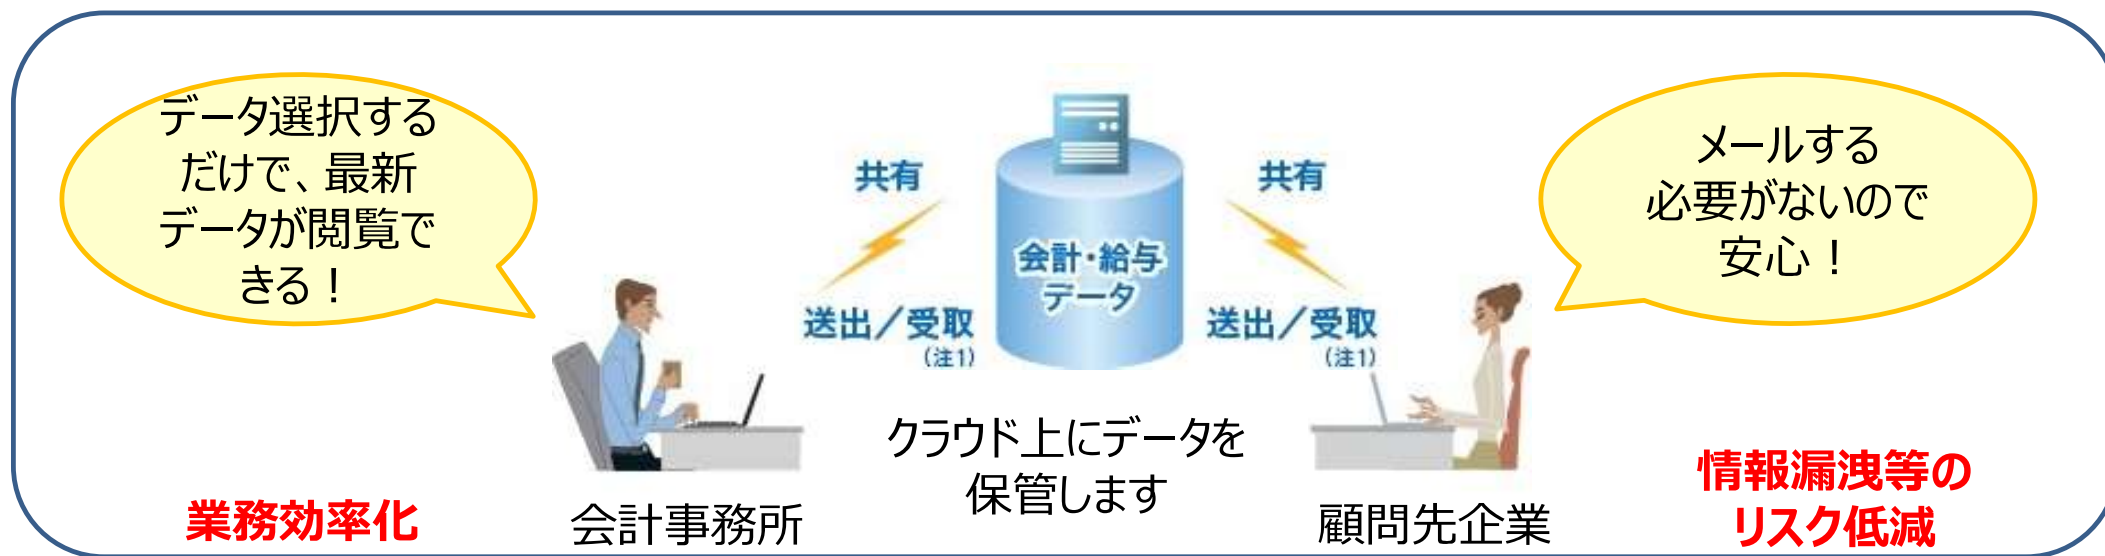 データ選択する
だけで、最新
データが閲覧で
きる！
共有
送出／受取
(注1)
会計・給与
データ
共有
送出／受取
(注1)
メールする
必要がないので
安心！
クラウド上にデータを
保管します
業務効率化
会計事務所
顧問先企業
情報漏洩等の
リスク低減